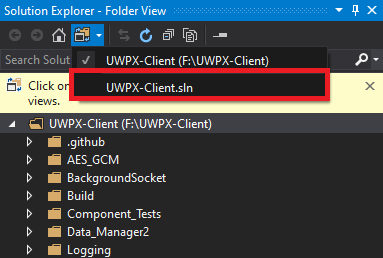 Solution Explorer - Folder View
Search Solu
UWPX-Client (F:\UWPX-Client)
UWPX-Client.sln
Click on
views.
UWPX-Client (F:\UWPX-Client)
.github
AES_GCM
BackgroundSocket
Build
Component_Tests
Data_Manager2
Logging